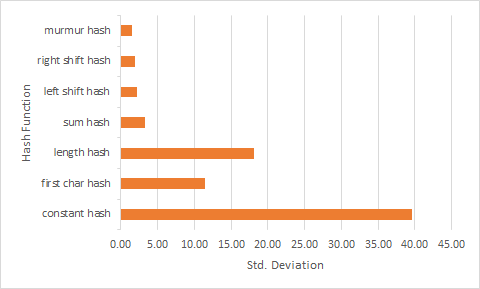 murmur hash
right shift hash
left shift hash
sum hash
length hash
first char hash
constant hash
Hash Function
0.00 5.00 10.00 15.00 20.00 25.00 30.00 35.00 40.00 45.00
Std. Deviation